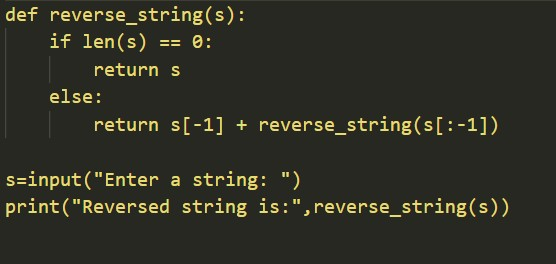 def reverse_string(s):
    if len(s) == 0:
        return s
    else:
        return s[-1] + reverse_string(s[:-1])
s=input("Enter a string: ")
print("Reversed string is:",reverse_string(s))